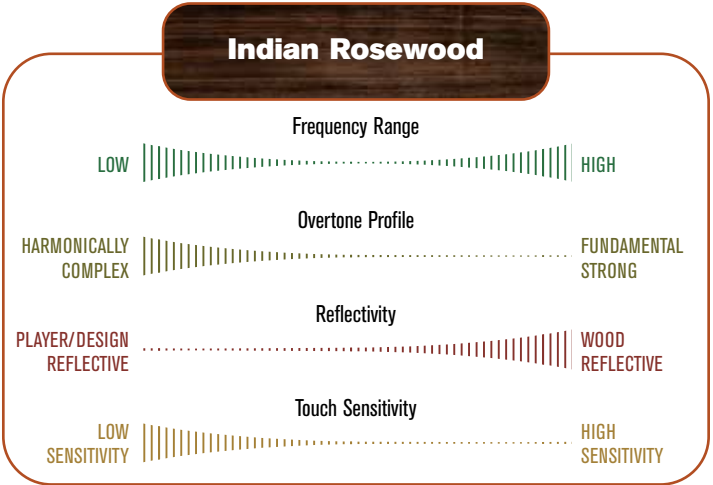 Indian Rosewood
Frequency Range
LOW
HIGH
Overtone Profile
HARMONICALLY
COMPLEX
FUNDAMENTAL
STRONG
Reflectivity
PLAYER/DESIGN
REFLECTIVE
WOOD
REFLECTIVE
Touch Sensitivity
LOW
SENSITIVITY
HIGH
SENSITIVITY